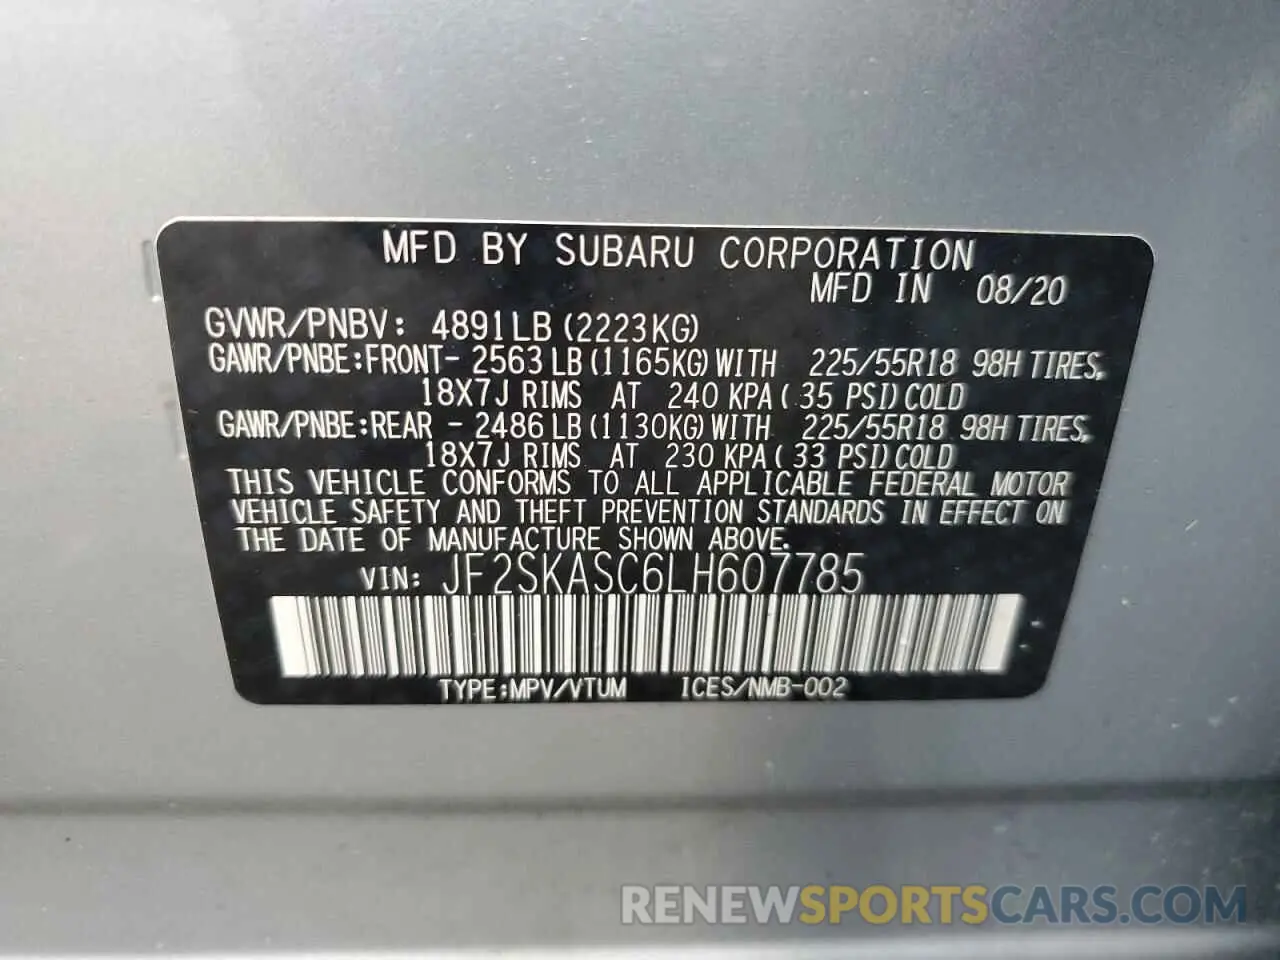 MFD BY SUBARU CORPORATION
MFD IN 08/20
GVWR/PNBV: 4891LB (2223KG)
GAWR/PNBE:FRONT- 2563 LB (1165KG) WITH 225/55R18 98H TIRES,
18X7J RIMS AT 240 KPA ( 35 PSI) COLD
GAWR/PNBE:REAR - 2486 LB (1130KG) WITH 225/55R18 98H TIRES,
18X7J RIMS AT 230 KPA ( 33 PSI) COLD
THIS VEHICLE CONFORMS TO ALL APPLICABLE FEDERAL MOTOR
VEHICLE SAFETY AND THEFT PREVENTION STANDARDS IN EFFECT ON
THE DATE OF MANUFACTURE SHOWN ABOVE.
VIN: JF2SKASC6LH607785
TYPE:MPV/VTUM ICES/NMB-002
RENEWSPORTSCARS.COM